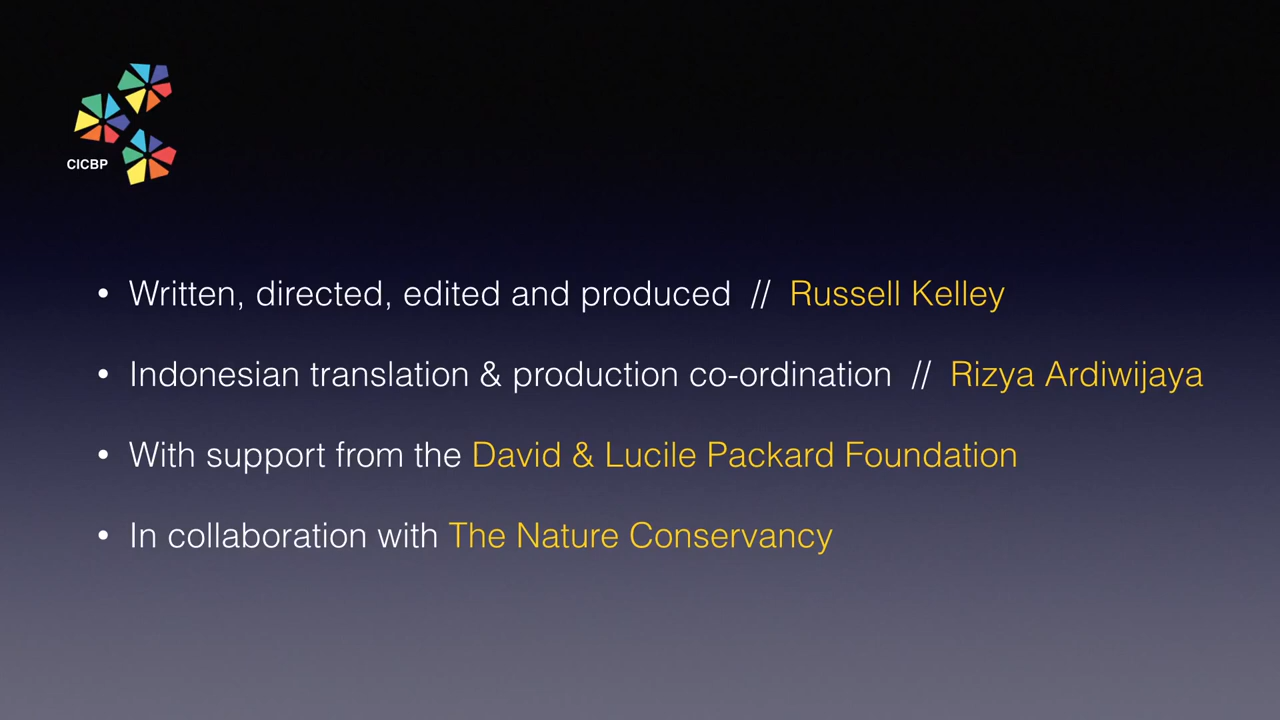 CICBP
• Written, directed, edited and produced // Russell Kelley
• Indonesian translation & production co-ordination // Rizya Ardiwijaya
• With support from the David & Lucile Packard Foundation
• In collaboration with The Nature Conservancy